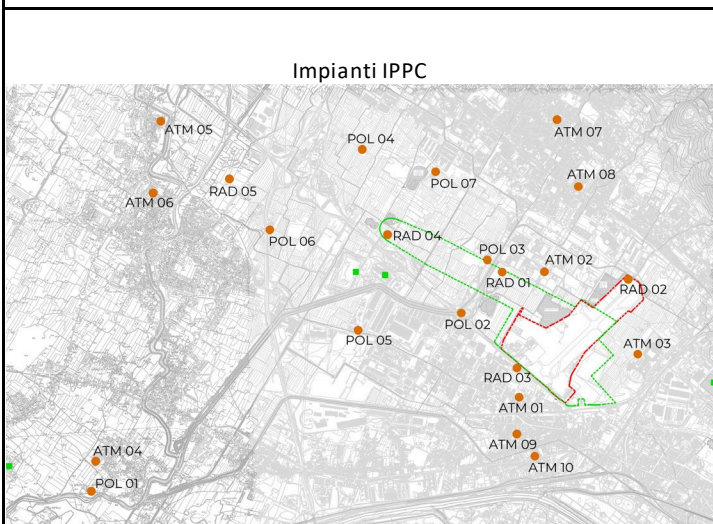 Impianti IPPC
ATM 05
ATM 07
POL 04
ATM 08
POL 07
RAD 05
ATM 06
POL 06
RAD 04
POL 03
ATM 02
RAD 01
RAD 02
POL 02
POL 05
ATM 03
RAD 03
ATM 01
ATM 09
ATM 04
ATM 10
POL 01